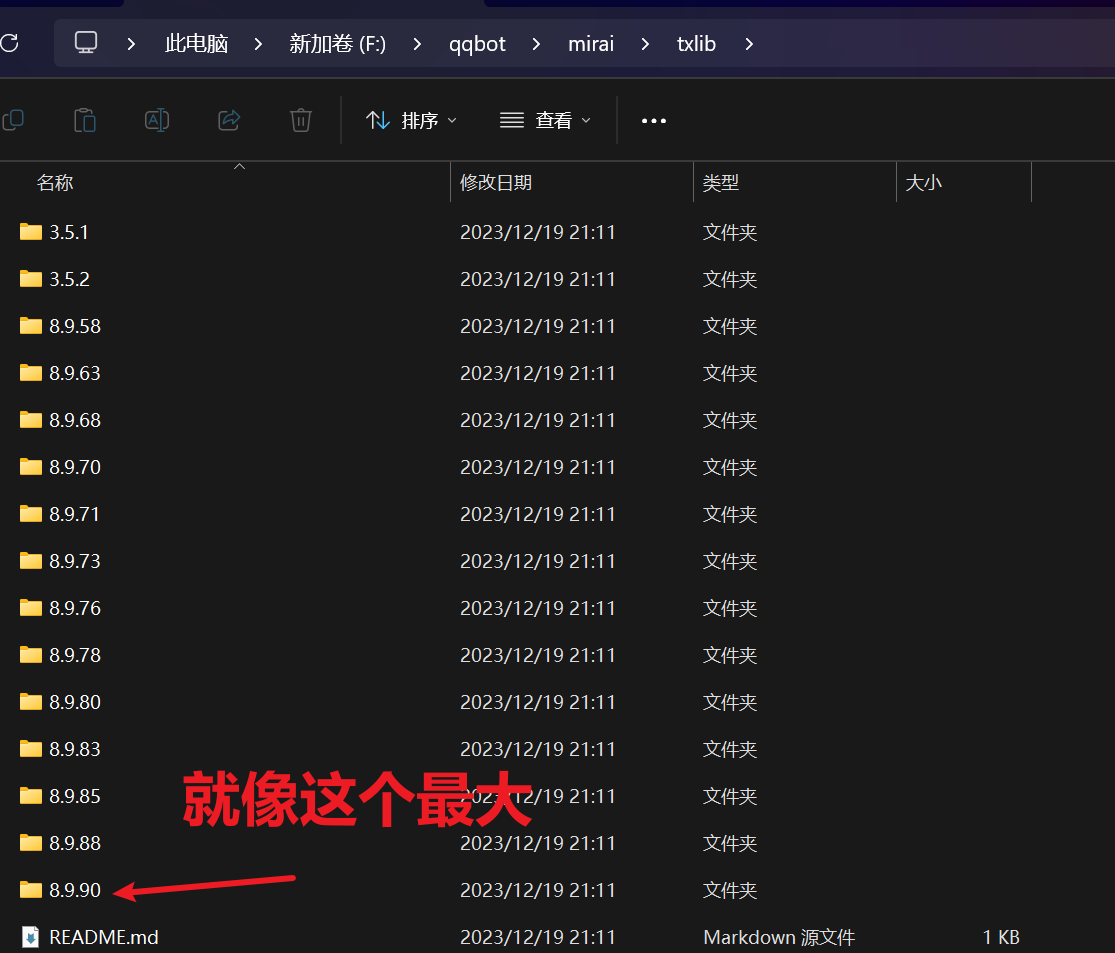 此电脑 > 新加卷 (F:) > qqbot > mirai > txlib >
排序 查看 ...
名称 修改日期 类型 大小
3.5.1 2023/12/19 21:11 文件夹
3.5.2 2023/12/19 21:11 文件夹
8.9.58 2023/12/19 21:11 文件夹
8.9.63 2023/12/19 21:11 文件夹
8.9.68 2023/12/19 21:11 文件夹
8.9.70 2023/12/19 21:11 文件夹
8.9.71 2023/12/19 21:11 文件夹
8.9.73 2023/12/19 21:11 文件夹
8.9.76 2023/12/19 21:11 文件夹
8.9.78 2023/12/19 21:11 文件夹
8.9.80 2023/12/19 21:11 文件夹
8.9.83 2023/12/19 21:11 文件夹
8.9.85 2023/12/19 21:11 文件夹
就像这个最大
8.9.88 2023/12/19 21:11 文件夹
8.9.90 2023/12/19 21:11 文件夹
README.md 2023/12/19 21:11 Markdown 源文件 1 KB